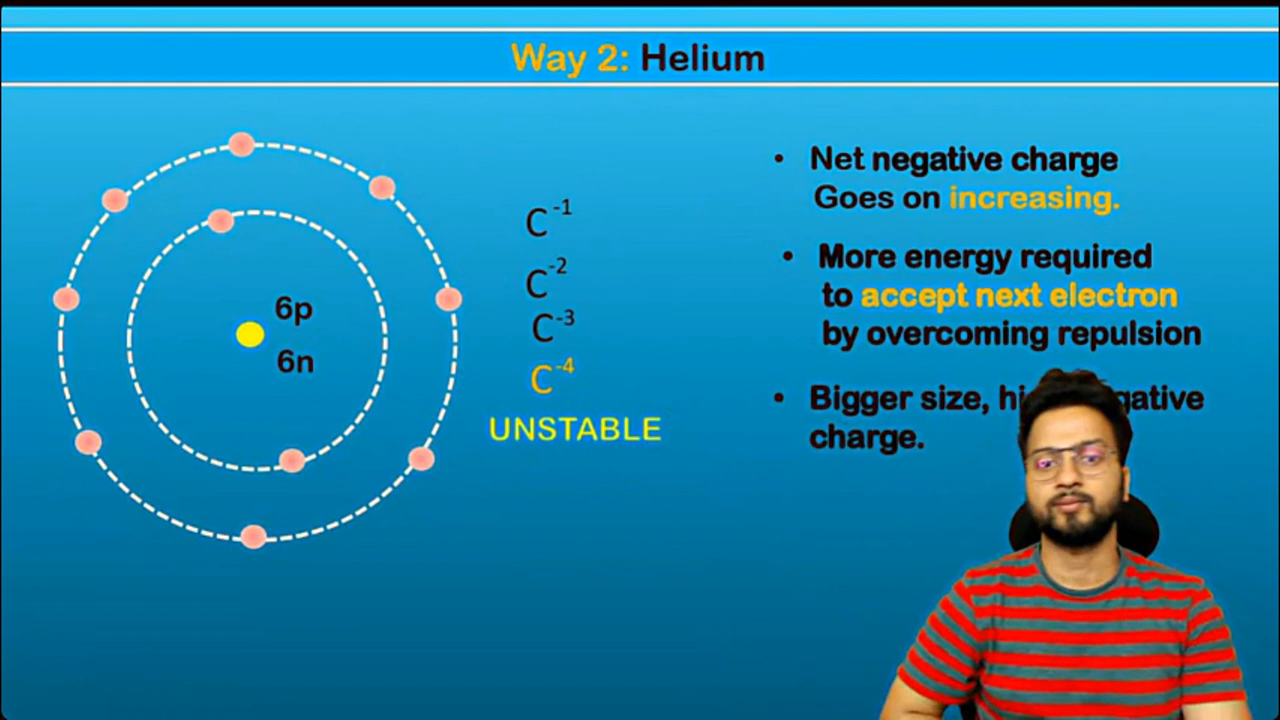 Way 2: Helium
6p
6n
C-1
C-2
C-3
C-4
UNSTABLE
• Net negative charge
Goes on increasing.
• More energy required
to accept next electron
by overcoming repulsion
• Bigger size,
charge.